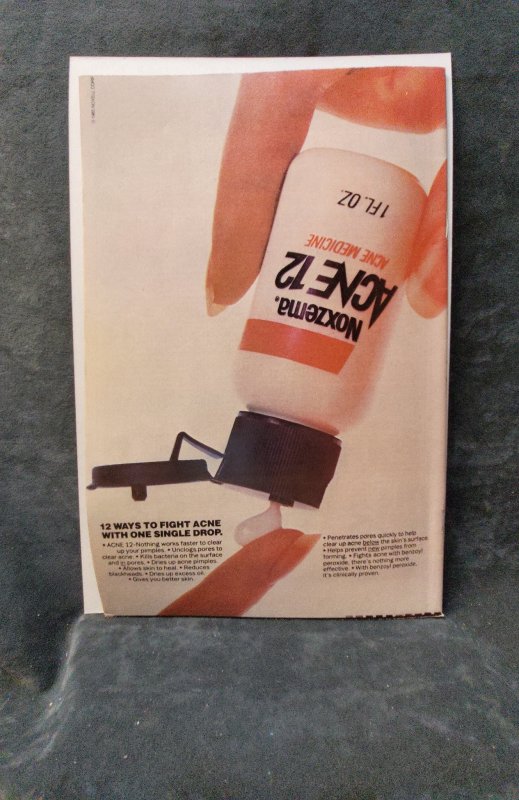 1 FL. OZ.
ACNE MEDICINE
ACNE 12
Noxzema.
12 WAYS TO FIGHT ACNE
WITH ONE SINGLE DROP.
• ACNE 12-Nothing works faster to clear
up your pimples. • Unclogs pores to
clear acne. • Kills bacteria on the surface
and in pores. • Dries up acne pimples.
• Allows skin to heal. • Reduces
blackheads. • Dries up excess oil.
• Gives you better skin.
• Penetrates pores quickly to help
clear up acne below the skin's surface.
• Helps prevent new pimples from
forming. • Fights acne with benzoyl
peroxide, there's nothing more
effective. • With benzoyl peroxide,
it's clinically proven.